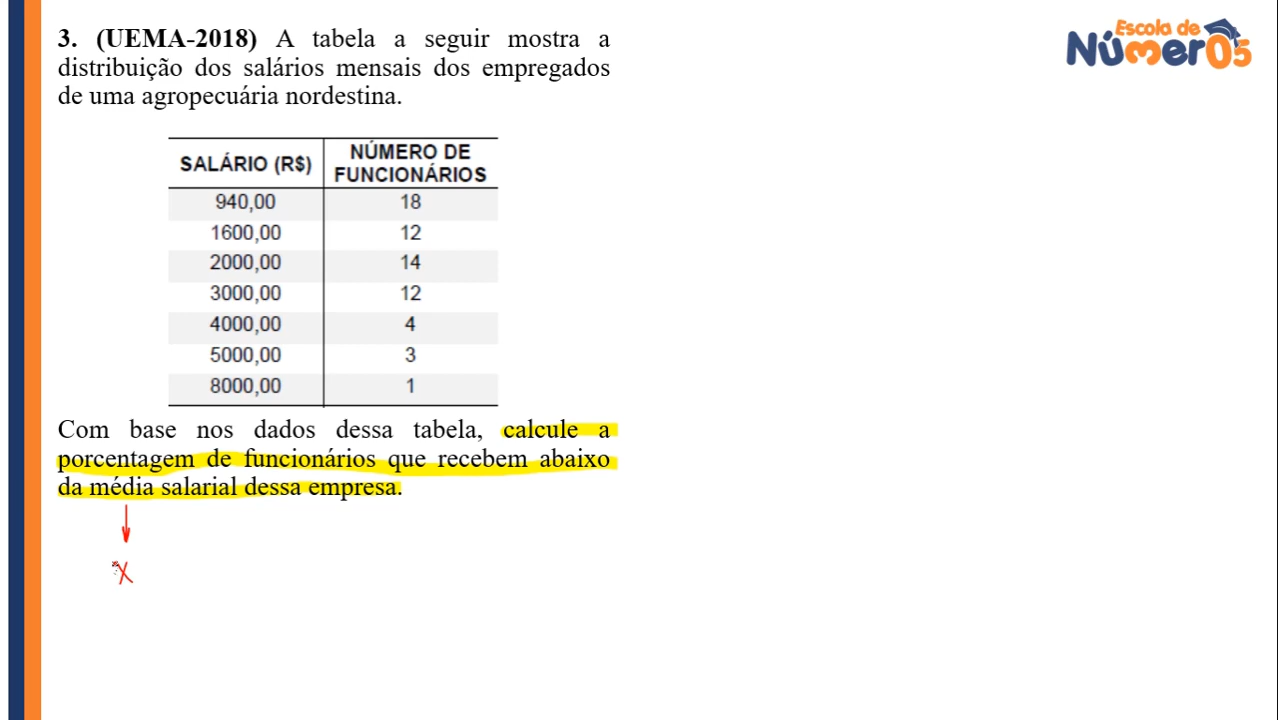 Escola de
Númer05
3. (UEMA-2018) A tabela a seguir mostra a
distribuição dos salários mensais dos empregados
de uma agropecuária nordestina.
SALÁRIO (R$) NÚMERO DE FUNCIONÁRIOS
940,00 18
1600,00 12
2000,00 14
3000,00 12
4000,00 4
5000,00 3
8000,00 1
Com base nos dados dessa tabela, calcule a
porcentagem de funcionários que recebem abaixo
da média salarial dessa empresa.
x